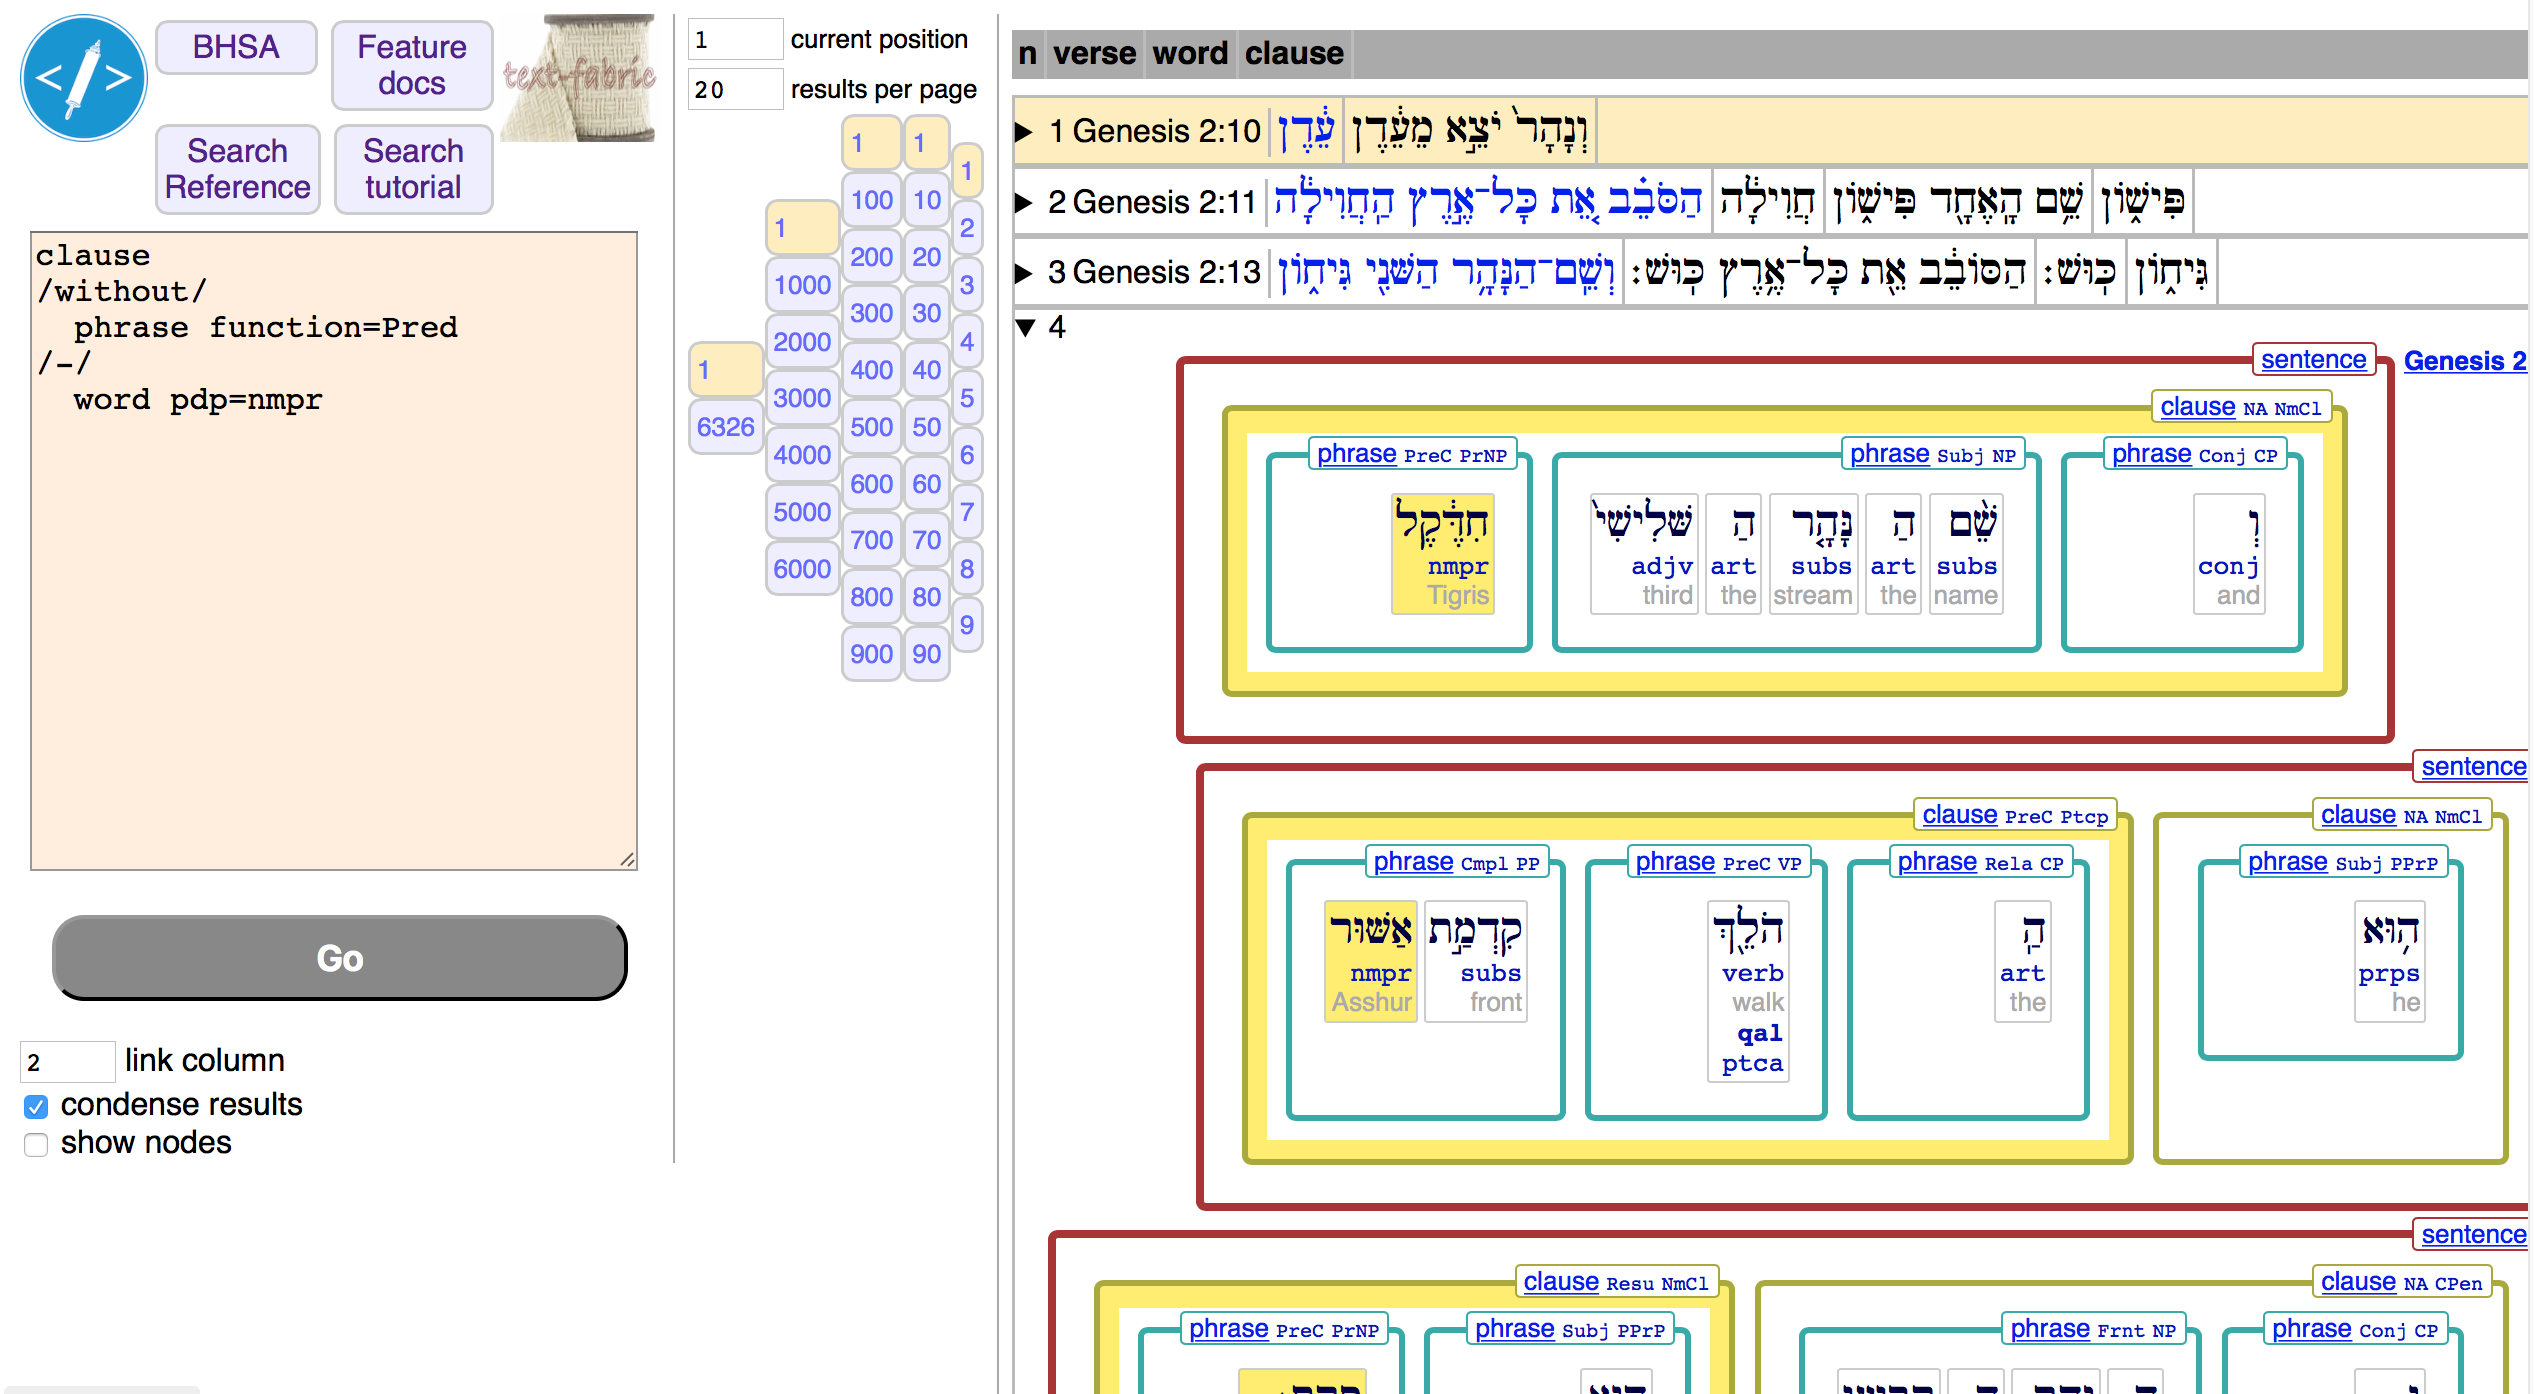 BHSA
Feature docs
text-fabric
Search Reference
Search tutorial
clause
/without/
phrase function=Pred
/-/
word pdp=nmpr
Go
2 link column
condense results
show nodes
1 current position
20 results per page
1
6326
1
1000
2000
3000
4000
5000
6000
1
100
200
300
400
500
600
700
800
900
1
10
20
30
40
50
60
70
80
90
1
2
3
4
5
6
7
8
9
n verse word clause
1 Genesis 2:10 עֵ֔דֶן וְנָהָר֙ יֹצֵ֣א מֵעֵ֔דֶן
2 Genesis 2:11 הַסֹּבֵ֗ב אֵ֚ת כָּל־אֶ֣רֶץ הַֽחֲוִילָ֔ה חֲוִילָ֔ה שֵׁ֥ם הָֽאֶחָ֖ד פִּישֹׁ֑ון פִּישֹׁ֑ון
3 Genesis 2:13 וְשֵֽׁם־הַנָּהָ֥ר הַשֵּׁנִ֖י גִּיחֹ֑ון הַסֹּובֵ֔ב אֵ֖ת כָּל־אֶ֥רֶץ כּֽוּשׁ׃ כּֽוּשׁ׃ גִּיחֹ֑ון
4
sentence
Genesis 2
clause NA NmCl
phrase Conj CP
וְ
conj
and
phrase Subj NP
שֵׁ֨ם הַ נָּהָ֤ר הַ שְּׁלִישִׁי֙
subs art subs art adjv
name the stream the third
phrase PreC PrNP
חִדֶּ֔קֶל
nmpr
Tigris
sentence
clause NA NmCl
phrase Subj PPrP
ה֥וּא
prps
he
clause PreC Ptcp
phrase Rela CP
הַֽ
art
the
phrase PreC VP
הֹלֵ֖ךְ
verb
walk
qal
ptca
phrase Cmpl PP
קִדְמַ֣ת אַשּׁ֑וּר
subs nmpr
front Asshur
sentence
clause NA CPen
phrase Conj CP
phrase Frnt NP
clause Resu NmCl
phrase Subj PPrP
phrase PreC PrNP